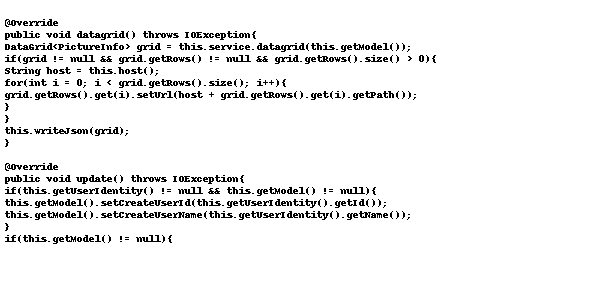 @Override
public void datagrid() throws IOException{
DataGrid<PictureInfo> grid = this.service.datagrid(this.getModel());
if(grid != null && grid.getRows() != null && grid.getRows().size() > 0){
String host = this.host();
for(int i = 0; i < grid.getRows().size(); i++){
grid.getRows().get(i).setUrl(host + grid.getRows().get(i).getPath());
}
}
this.writeJson(grid);
}
@Override
public void update() throws IOException{
if(this.getUserIdentity() != null && this.getModel() != null){
this.getModel().setCreateUserId(this.getUserIdentity().getId());
this.getModel().setCreateUserName(this.getUserIdentity().getName());
}
if(this.getModel() != null){